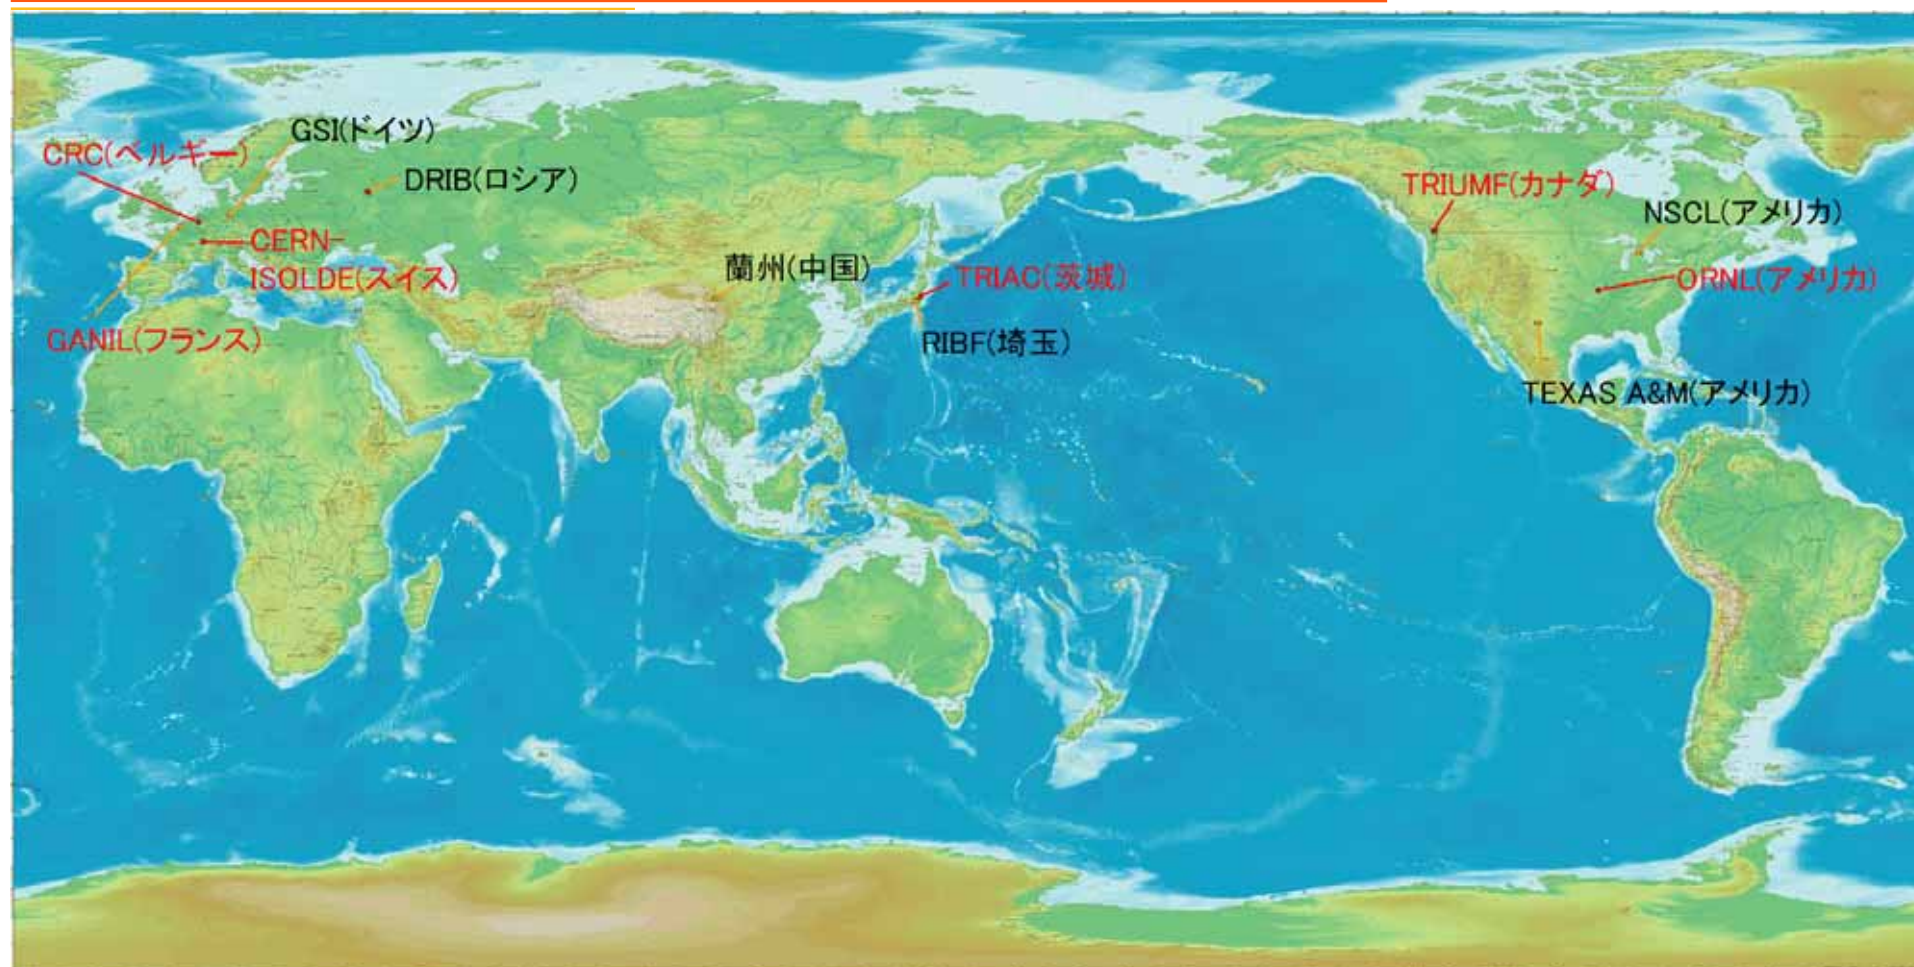 GSI(ドイツ)
CRC(ベルギー)
DRIB(ロシア)
TRIUMF(カナダ)
NSCL(アメリカ)
CERN-
ISOLDE(スイス)
蘭州(中国)
TRIAC(茨城)
ORNL(アメリカ)
GANIL(フランス)
RIBF(埼玉)
TEXAS A&M(アメリカ)